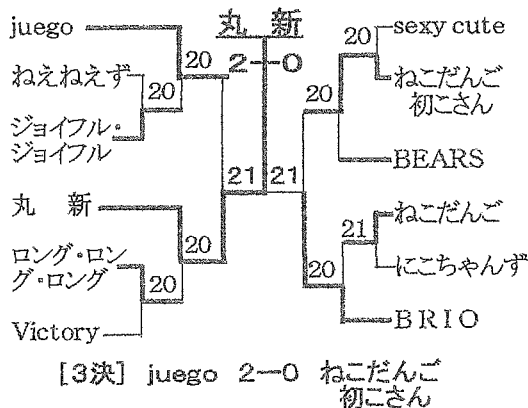 丸 新
2—0
juego
20
ねえねえず
20
ジョイフル・
ジョイフル
21
丸 新
20
ロング・ロン
グ・ロング
20
Victory
sexy cute
20
ねこだんご
初こさん
20
BEARS
21
ねこだんご
21
にこちゃんず
20
BRIO
[3決] juego 2—0 ねこだんご
初こさん